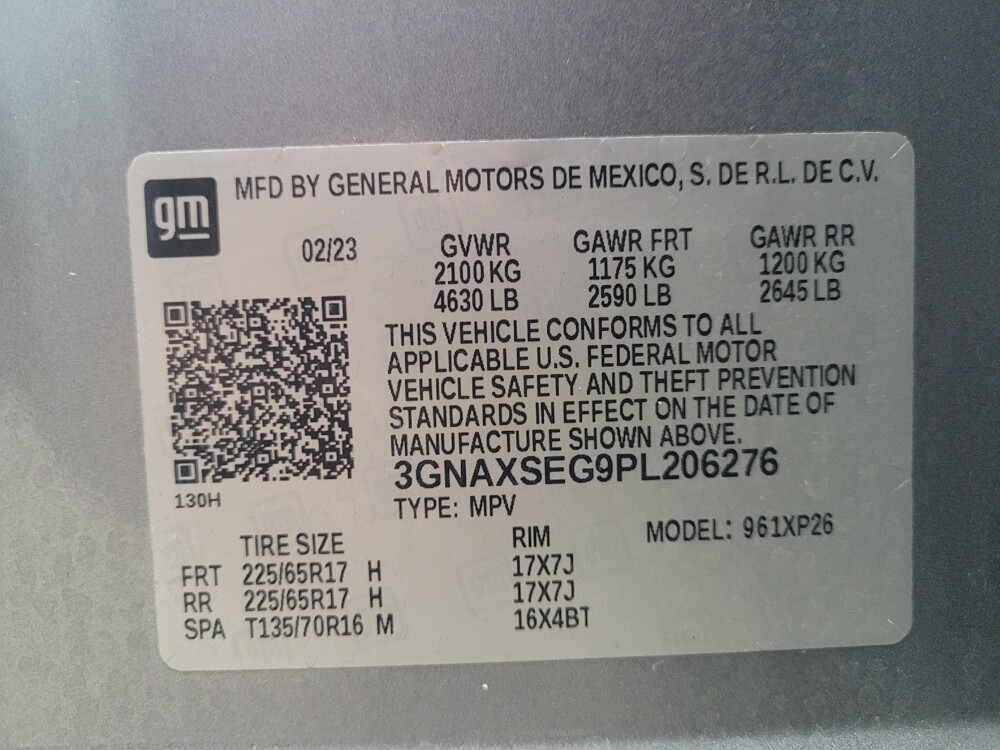 gm
MFD BY GENERAL MOTORS DE MEXICO, S. DE R.L. DE C.V.
02/23 GVWR GAWR FRT GAWR RR
2100 KG 1175 KG 1200 KG
4630 LB 2590 LB 2645 LB
THIS VEHICLE CONFORMS TO ALL
APPLICABLE U.S. FEDERAL MOTOR
VEHICLE SAFETY AND THEFT PREVENTION
STANDARDS IN EFFECT ON THE DATE OF
MANUFACTURE SHOWN ABOVE.
3GNAXSEG9PL206276
130H
TYPE: MPV MODEL: 961XP26
TIRE SIZE RIM
FRT 225/65R17 H 17X7J
RR 225/65R17 H 17X7J
SPA T135/70R16 M 16X4BT